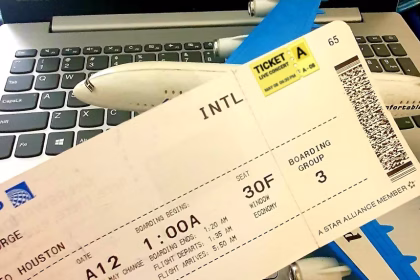 TICKET A
LIVE CONCERT
A - 08
65
INTL
ORGE
O HOUSTON
GATE
A12
MAY CHANGE
BOARDING BEGINS:
1:00A
BOARDING ENDS: 1:20 AM
FLIGHT DEPARTS: 1:35 AM
FLIGHT ARRIVES: 5:50 AM
SEAT
30F
WINDOW
ECONOMY
BOARDING
GROUP
3
A STAR ALLIANCE MEMBER